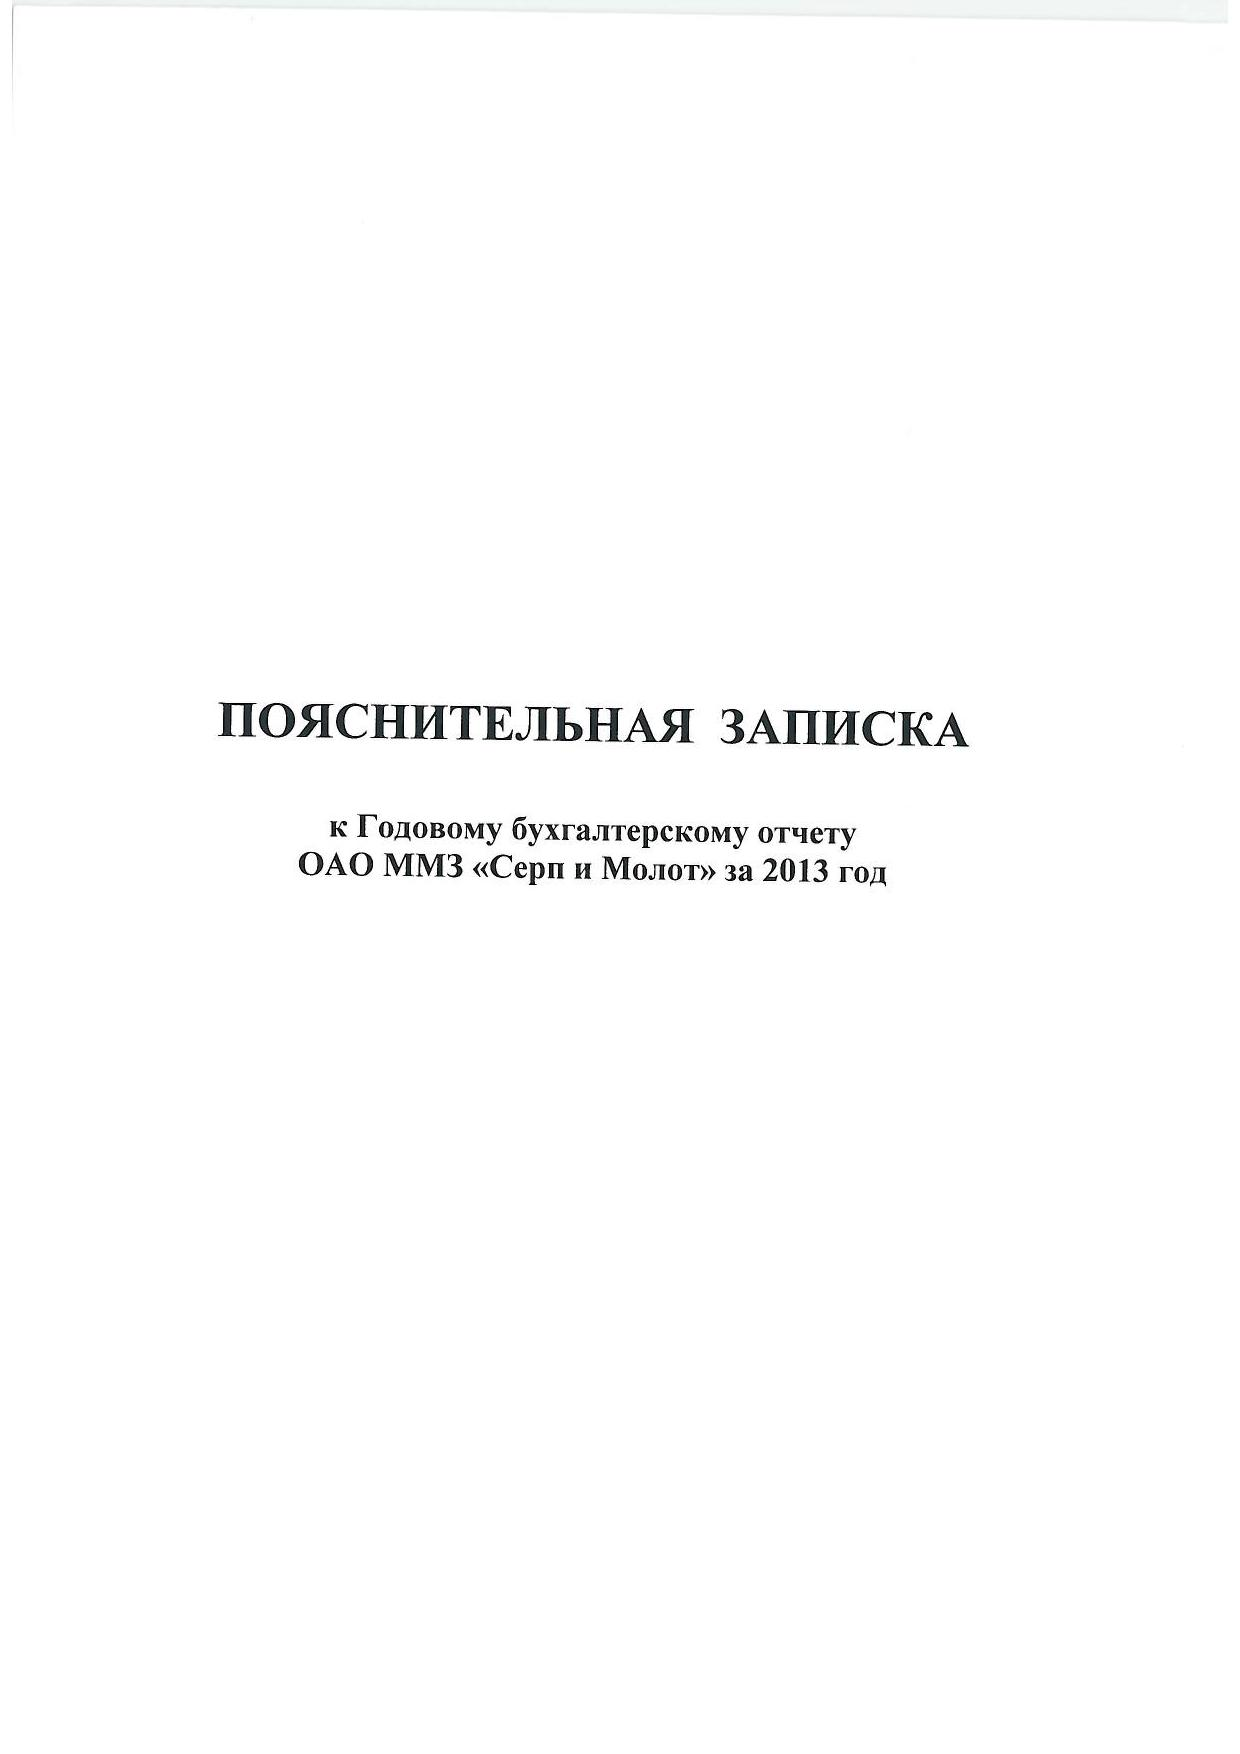 ПОЯСНИТЕЛЬНАЯ ЗАПИСКА
к Годовому бухгалтерскому отчету
ОАО ММЗ «Серп и Молот» за 2013 год